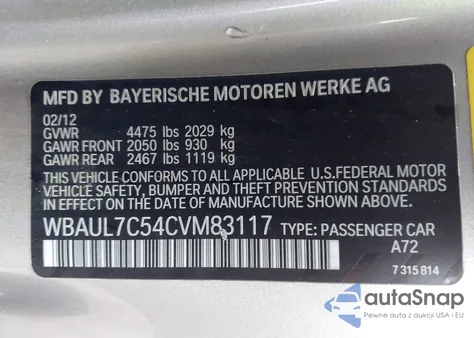 MFD BY BAYERISCHE MOTOREN WERKE AG
02/12
GVWR 4475 lbs 2029 kg
GAWR FRONT 2050 lbs 930 kg
GAWR REAR 2467 lbs 1119 kg
THIS VEHICLE CONFORMS TO ALL APPLICABLE U.S.FEDERAL MOTOR
VEHICLE SAFETY, BUMPER AND THEFT PREVENTION STANDARDS IN
EFFECT ON THE DATE OF MANUFACTURE SHOWN ABOVE.
WBAUL7C54CVM83117 TYPE: PASSENGER CAR
A72
7 315 814
autoSnap
Pewne auta z aukcji USA i EU